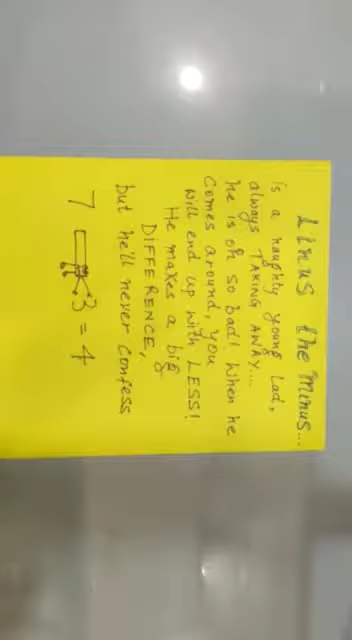 Linus the minus...
is a naughty young Lad,
always TAKING AWAY...
he is oh so bad! When he
comes around, you
will end up with LESS!
He makes a big
DIFFERENCE,
but he'll never confess
7 3 = 4